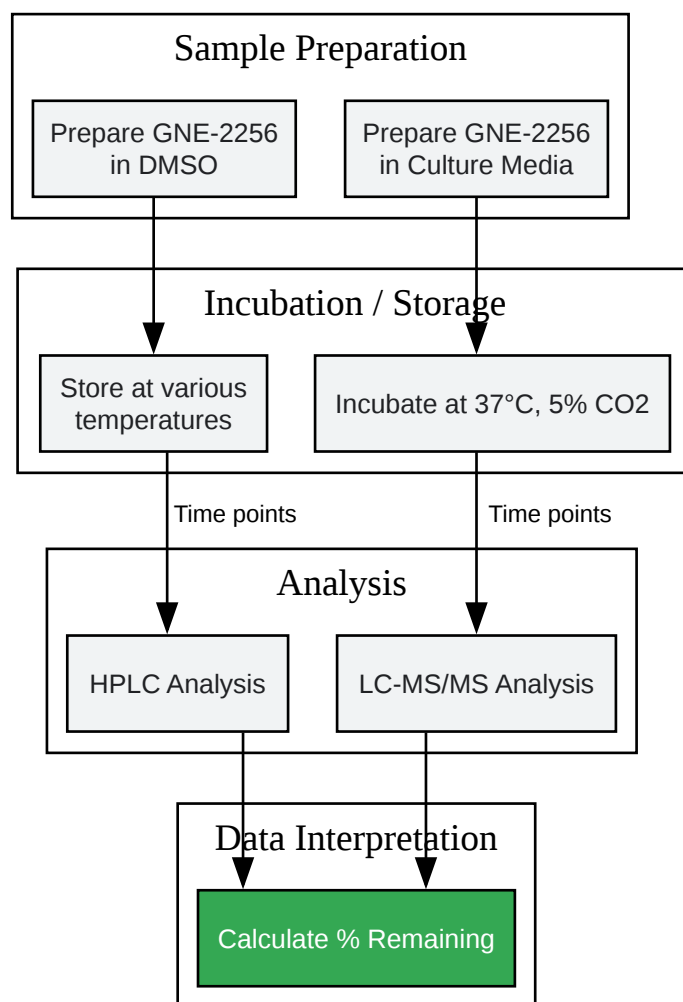 Sample Preparation
Prepare GNE-2256
in DMSO
Prepare GNE-2256
in Culture Media
Incubation / Storage
Store at various
temperatures
Incubate at 37°C, 5% CO2
Time points
Time points
Analysis
HPLC Analysis
LC-MS/MS Analysis
Data Interpretation
Calculate % Remaining